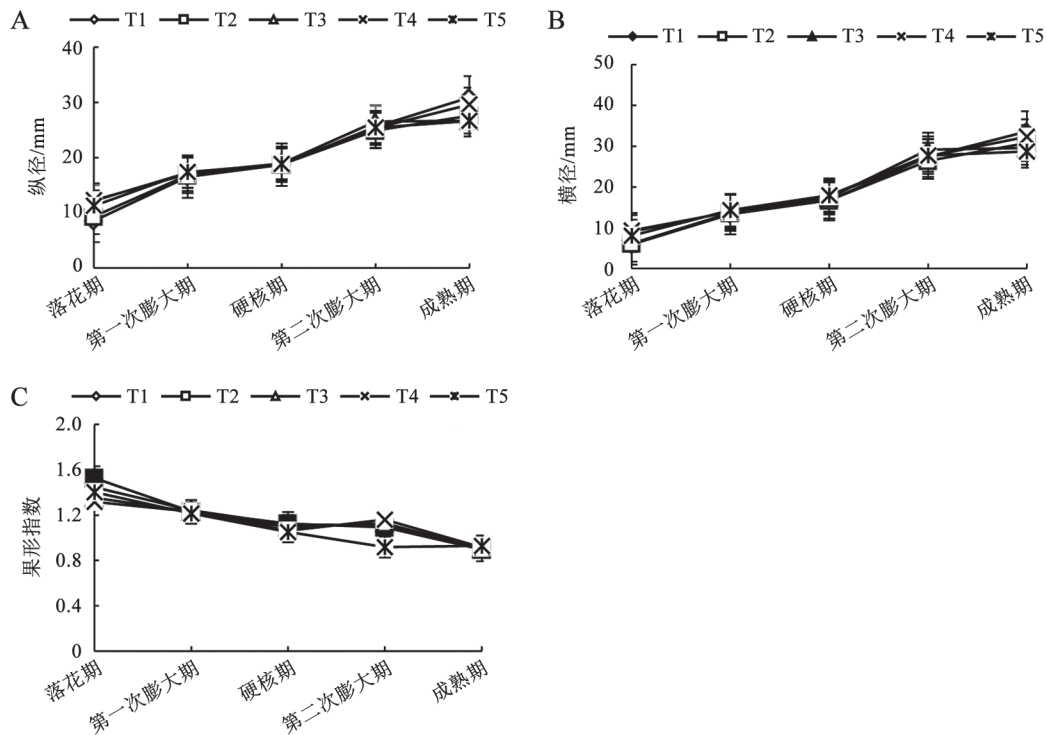 A
T1 T2 T3 T4 T5
纵径/mm
40
30
20
10
0
落花期
第一次膨大期
硬核期
第二次膨大期
成熟期
B
T1 T2 T3 T4 T5
横径/mm
50
40
30
20
10
0
落花期
第一次膨大期
硬核期
第二次膨大期
成熟期
C
T1 T2 T3 T4 T5
果形指数
2.0
1.6
1.2
0.8
0.4
0
落花期
第一次膨大期
硬核期
第二次膨大期
成熟期